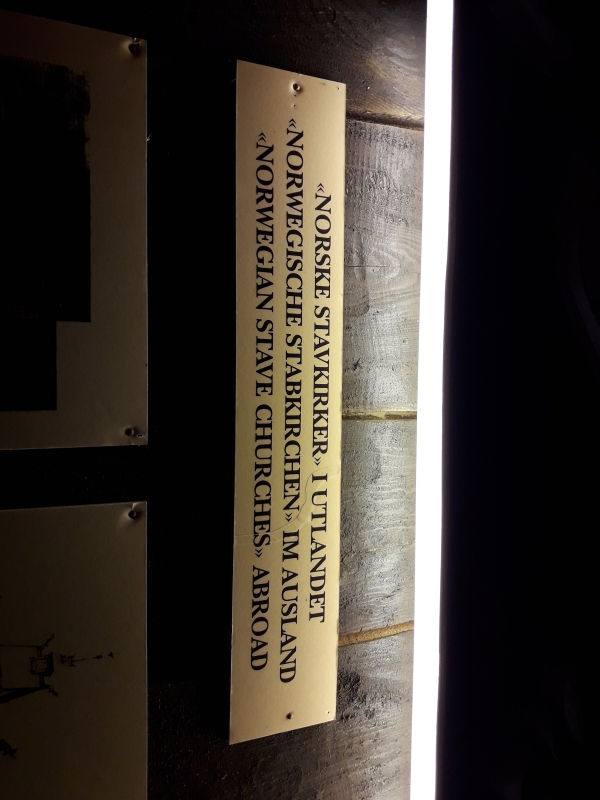 «NORSKE STAVKIRKER» I UTLANDET
«NORWEGISCHE STABKIRCHEN» IM AUSLAND
«NORWEGIAN STAVE CHURCHES» ABROAD